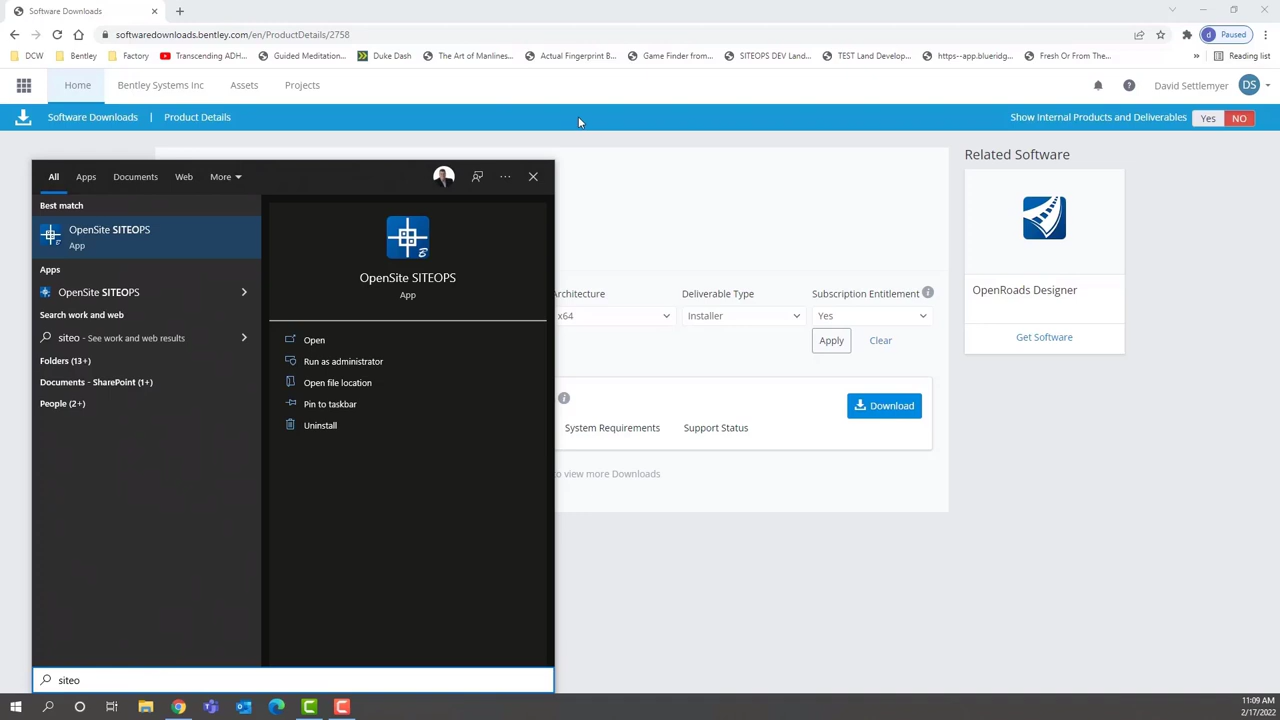 Software Downloads
softwaredownloads.bentley.com/en/ProductDetails/2758
Paused
DCW
Bentley
Factory
Transcending ADH...
Guided Meditation...
Duke Dash
The Art of Manlines...
Actual Fingerprint B...
Game Finder from...
SITEOPS DEV Land...
TEST Land Develop...
https--app.blueridg...
Fresh Or From The...
Reading list
Home
Bentley Systems Inc
Assets
Projects
David Settlemyer
DS
Software Downloads | Product Details
Show Internal Products and Deliverables
Yes
NO
All
Apps
Documents
Web
More
Best match
OpenSite SITEOPS
App
Apps
OpenSite SITEOPS
Search work and web
siteo - See work and web results
Folders (13+)
Documents - SharePoint (1+)
People (2+)
OpenSite SITEOPS
App
Open
Run as administrator
Open file location
Pin to taskbar
Uninstall
siteo
Architecture
Deliverable Type
Subscription Entitlement
x64
Installer
Yes
Apply
Clear
Download
System Requirements
Support Status
to view more Downloads
Related Software
OpenRoads Designer
Get Software
11:09 AM
2/17/2022